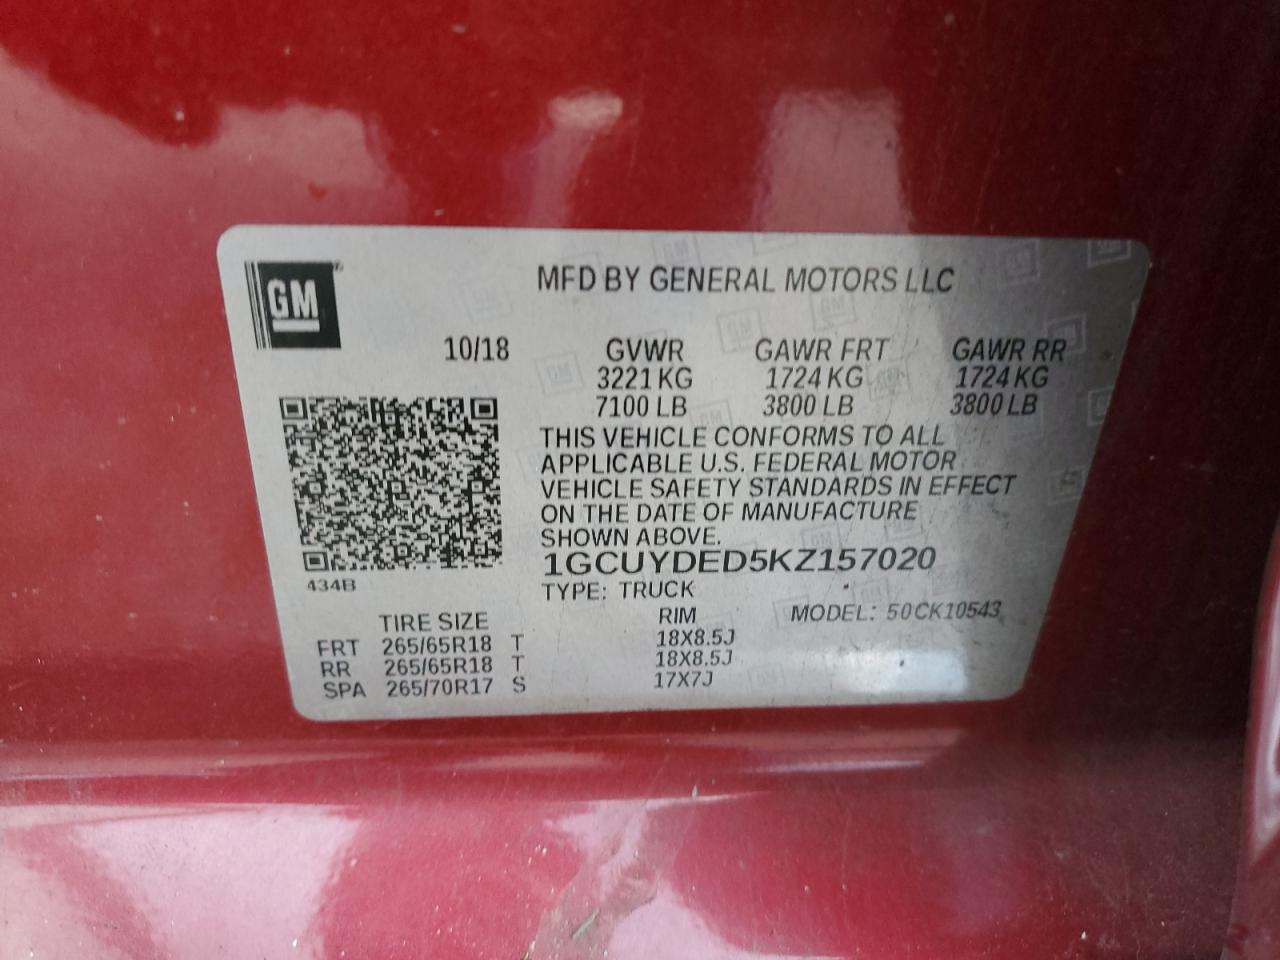 GM
MFD BY GENERAL MOTORS LLC
10/18 GVWR GAWR FRT GAWR RR
3221 KG 1724 KG 1724 KG
7100 LB 3800 LB 3800 LB
THIS VEHICLE CONFORMS TO ALL
APPLICABLE U.S. FEDERAL MOTOR
VEHICLE SAFETY STANDARDS IN EFFECT
ON THE DATE OF MANUFACTURE
SHOWN ABOVE.
1GCUYDED5KZ157020
434B
TYPE: TRUCK
TIRE SIZE RIM MODEL: 50CK10543
FRT 265/65R18 T 18X8.5J
RR 265/65R18 T 18X8.5J
SPA 265/70R17 S 17X7J